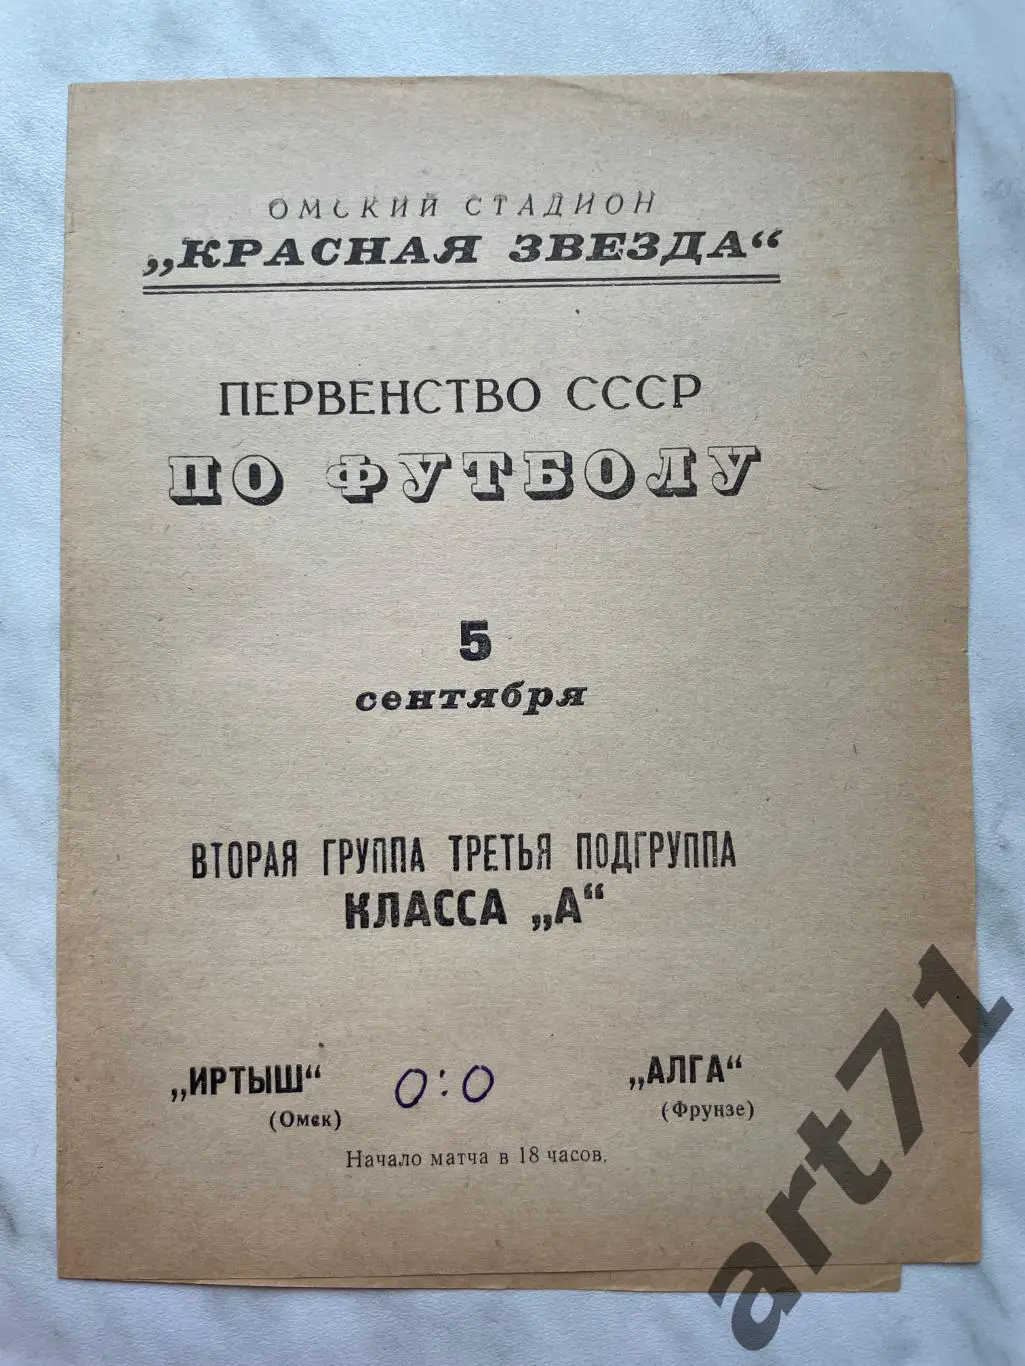 ОМСКИЙ СТАДИОН
„КРАСНАЯ ЗВЕЗДА“
ПЕРВЕНСТВО СССР
ПО ФУТБОЛУ
5
сентября
ВТОРАЯ ГРУППА ТРЕТЬЯ ПОДГРУППА
КЛАССА „А“
„ИРТЫШ“ 0:0 „АЛГА“
(Омск) (Фрунзе)
Начало матча в 18 часов.
art71